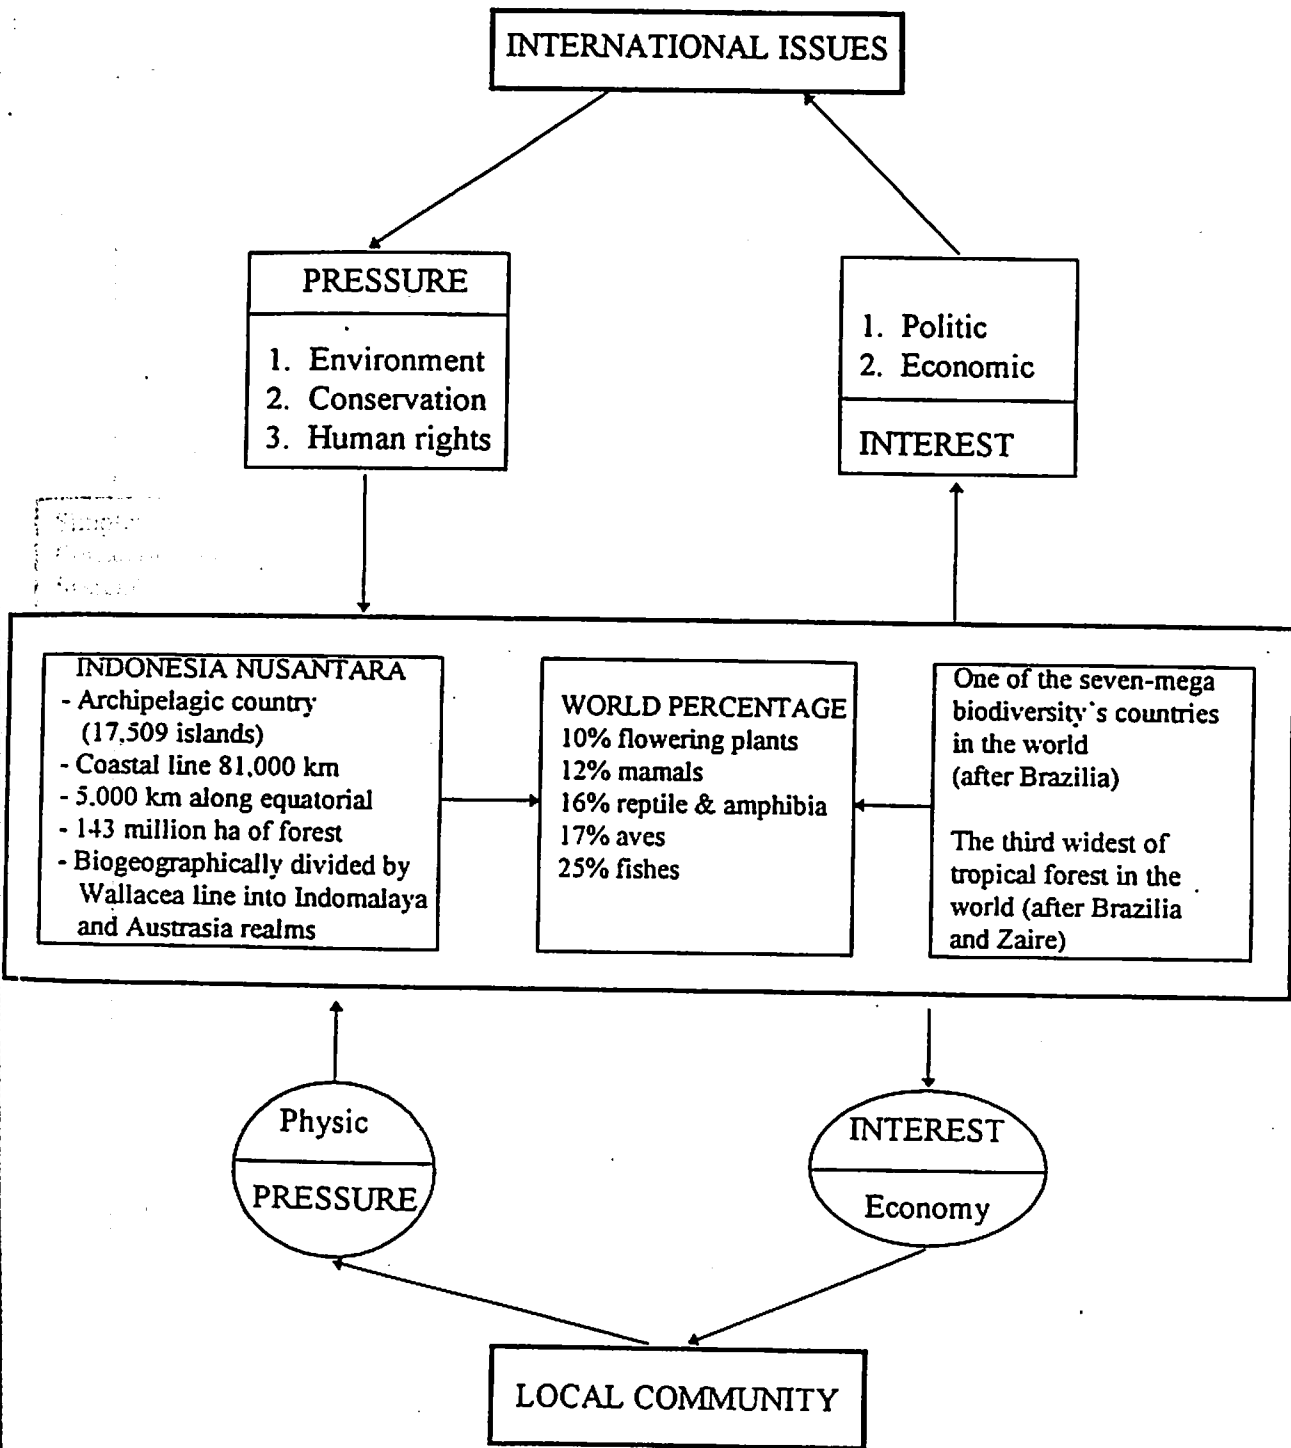 INTERNATIONAL ISSUES
PRESSURE
1. Environment
2. Conservation
3. Human rights
1. Politic
2. Economic
INTEREST
INDONESIA NUSANTARA
- Archipelagic country
(17,509 islands)
- Coastal line 81,000 km
- 5.000 km along equatorial
- 143 million ha of forest
- Biogeographically divided by
Wallacea line into Indomalaya
and Austrasia realms
WORLD PERCENTAGE
10% flowering plants
12% mamals
16% reptile & amphibia
17% aves
25% fishes
One of the seven-mega
biodiversity's countries
in the world
(after Brazilia)
The third widest of
tropical forest in the
world (after Brazilia
and Zaire)
Physic
PRESSURE
INTEREST
Economy
LOCAL COMMUNITY